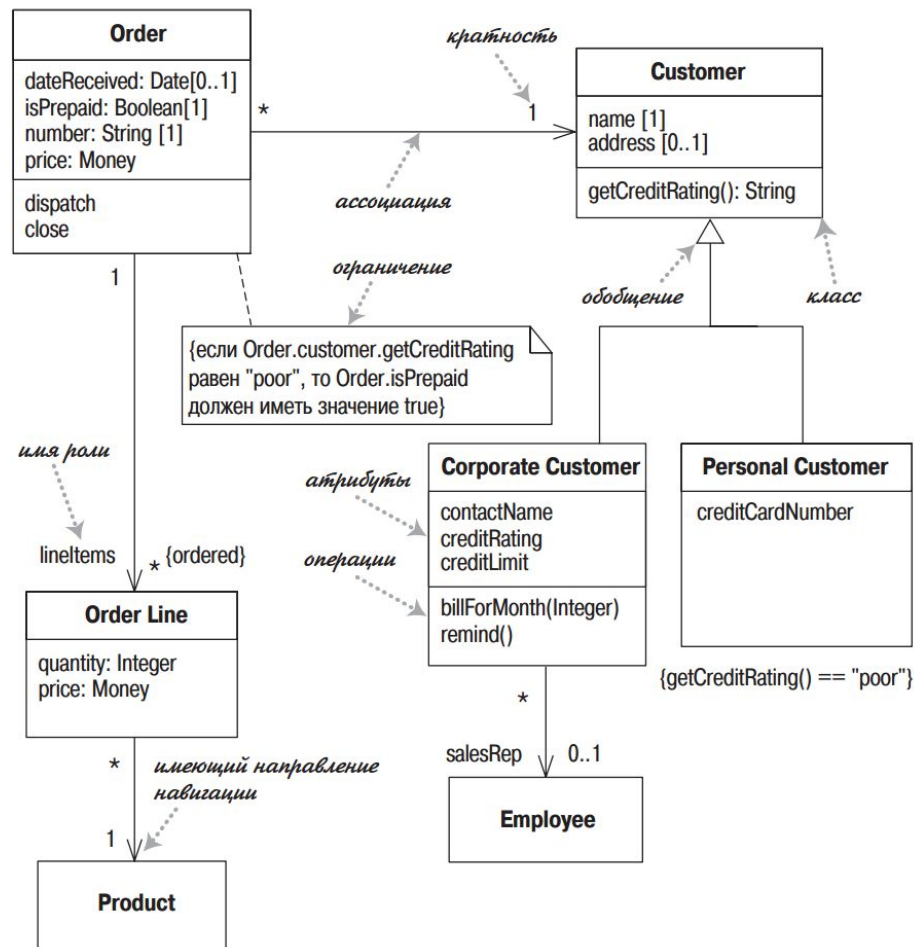 Order
dateReceived: Date[0..1]
isPrepaid: Boolean[1]
number: String [1]
price: Money
dispatch
close
*
1
кратность
ассоциация
Customer
name [1]
address [0..1]
getCreditRating(): String
ограничение
обобщение
класс
1
{если Order.customer.getCreditRating
равен "poor", то Order.isPrepaid
должен иметь значение true}
имя роли
lineItems
* {ordered}
Order Line
quantity: Integer
price: Money
атрибуты
операции
Corporate Customer
contactName
creditRating
creditLimit
billForMonth(Integer)
remind()
Personal Customer
creditCardNumber
{getCreditRating() == "poor"}
*
salesRep
0..1
Employee
*
имеющий направление
навигации
1
Product